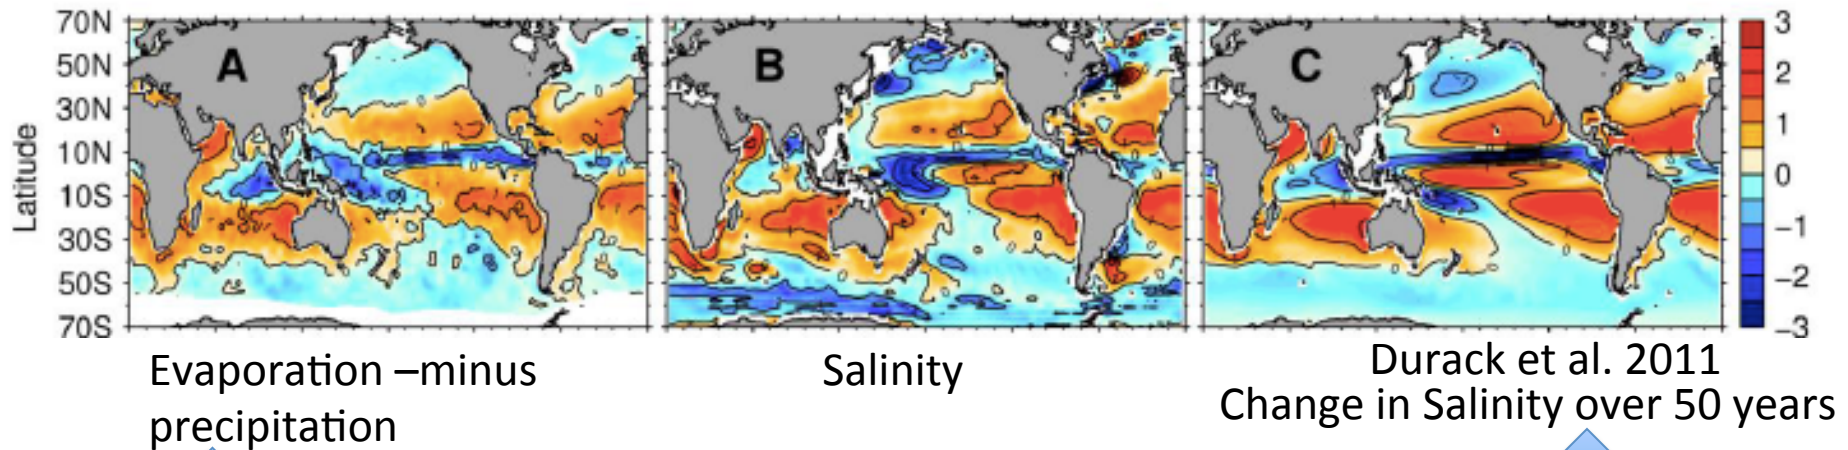 70N
50N
30N
10N
10S
30S
50S
70S
Latitude
A
B
C
3
2
1
0
−1
−2
−3
Evaporation –minus
precipitation
Salinity
Durack et al. 2011
Change in Salinity over 50 years